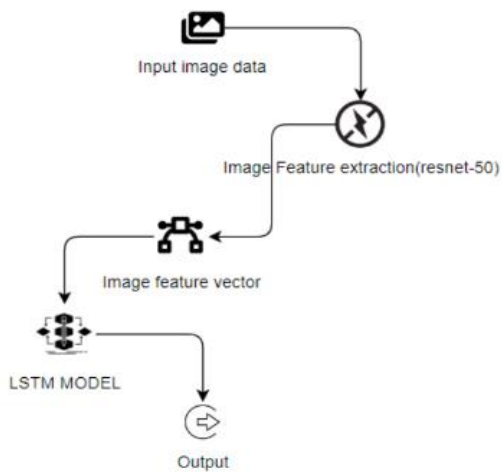 Input image data
Image Feature extraction(resnet-50)
Image feature vector
LSTM MODEL
Output